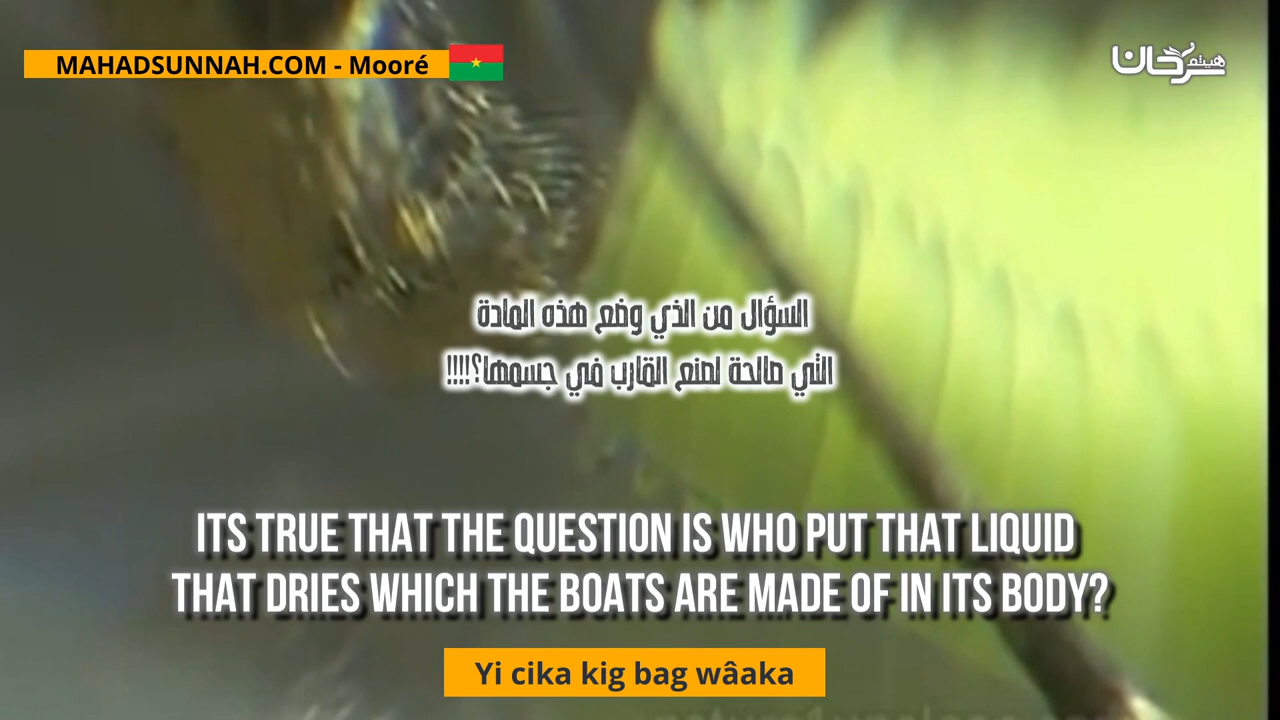 MAHADSUNNAH.COM - Mooré
هيثم سرحان
السؤال من الذي وضع هذه المادة
التي صالحة لصنع القارب في جسمها؟!!!!
ITS TRUE THAT THE QUESTION IS WHO PUT THAT LIQUID
THAT DRIES WHICH THE BOATS ARE MADE OF IN ITS BODY?
Yi cika kig bag wâaka